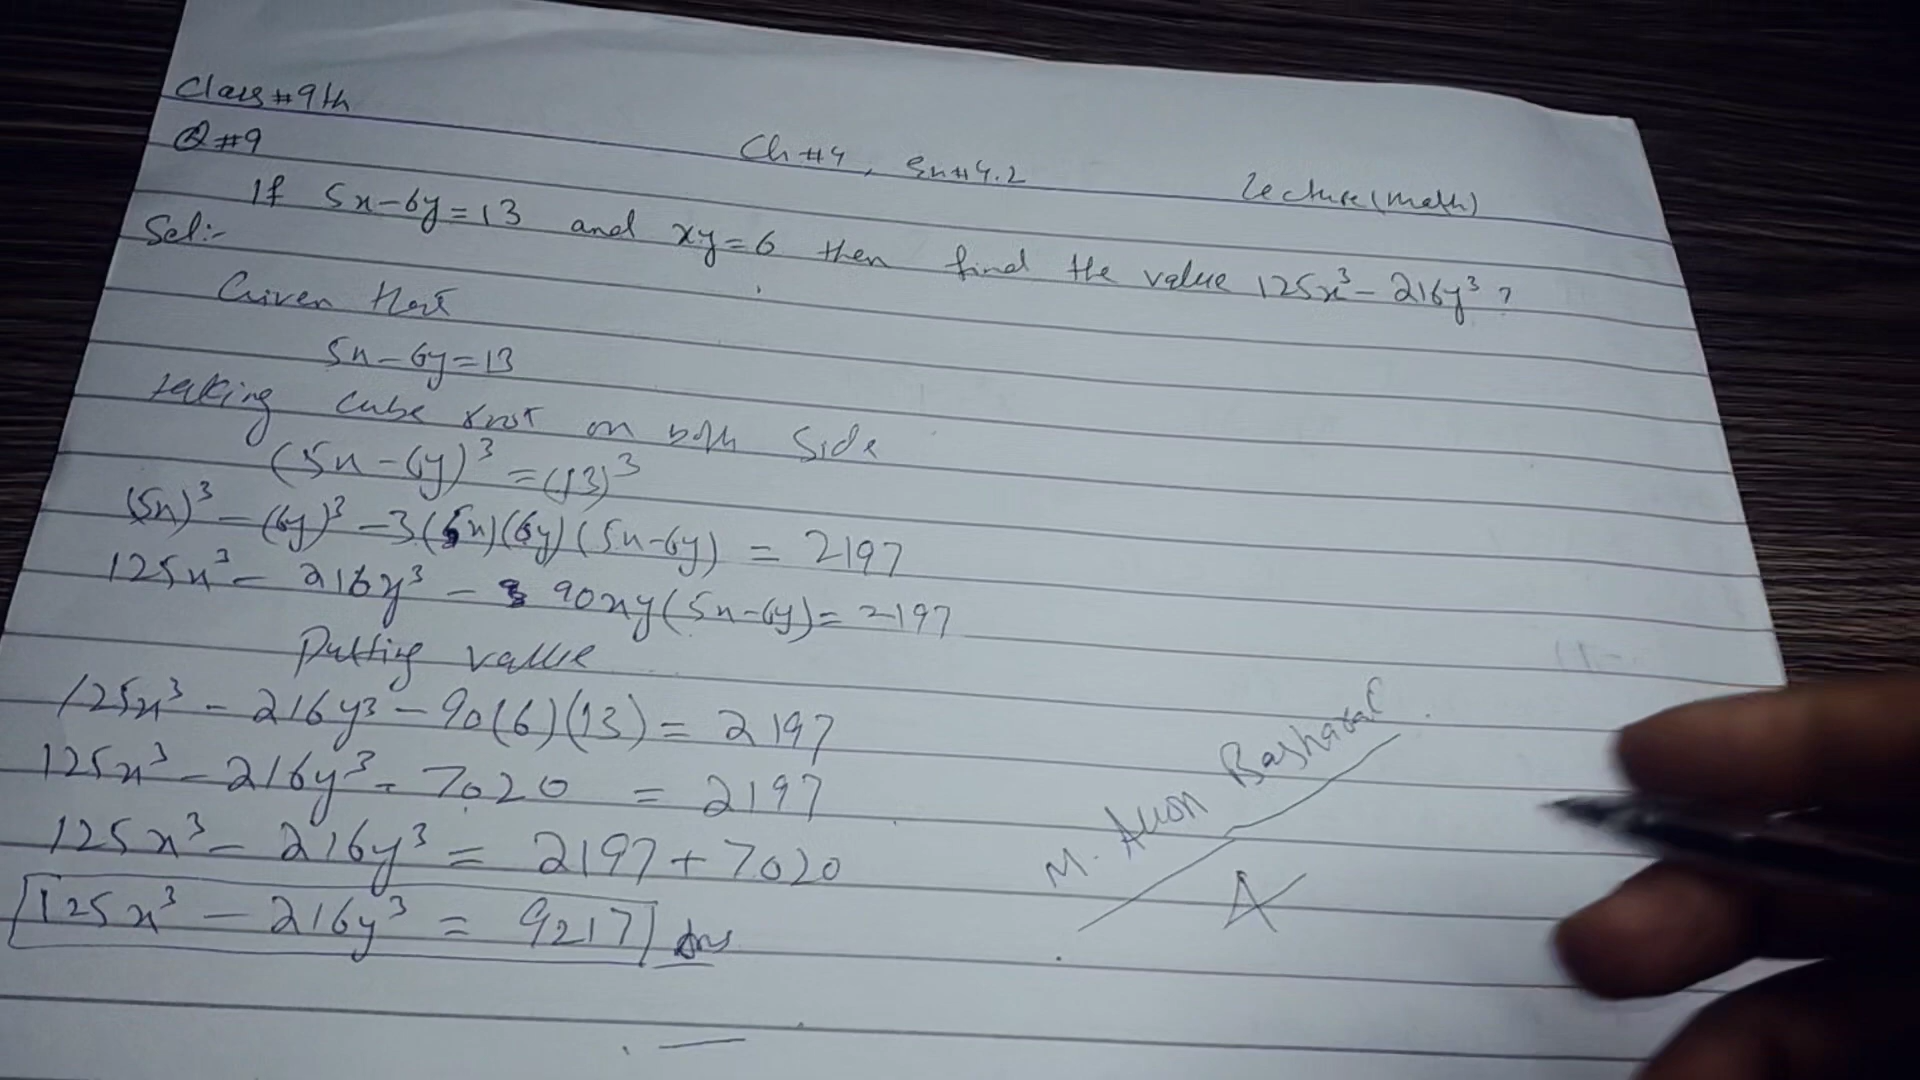 Class#9th
Ch#4, Ex#4.2
Lecture(math)
Q#9
If 5x-6y=13 and xy=6 then find the value 125x³-216y³?
Sol:-
Given that
5x-6y=13
taking cube root on both side
(5x-6y)³=(13)³
(5x)³-(6y)³-3(5x)(6y)(5x-6y)=2197
125x³-216y³-90xy(5x-6y)=2197
Putting value
125x³-216y³-90(6)(13)=2197
125x³-216y³-7020=2197
125x³-216y³=2197+7020
125x³-216y³=9217 Ans
M. Auon Basharat
A